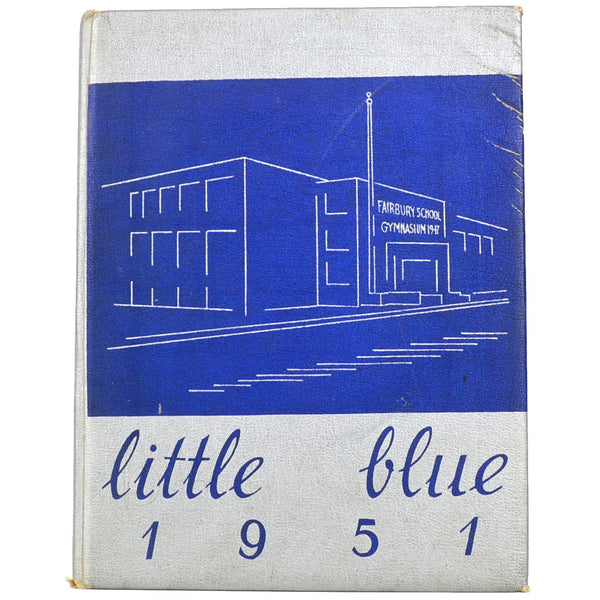 FAIRBURY SCHOOL
GYMNASIUM 1947
little blue
1951